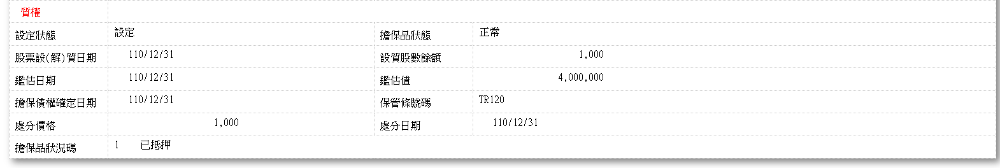 質權
設定狀態 設定 擔保品狀態 正常
股票設(解)質日期 110/12/31 設質股數餘額 1,000
鑑估日期 110/12/31 鑑估值 4,000,000
擔保債權確定日期 110/12/31 保管條號碼 TR120
處分價格 1,000 處分日期 110/12/31
擔保品狀況碼 1 已抵押